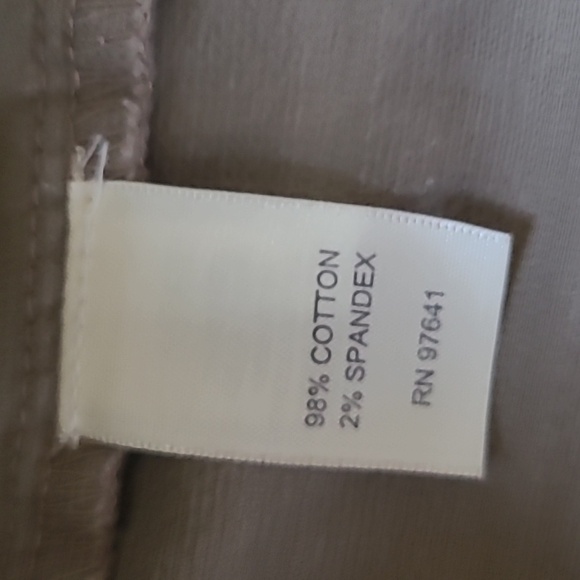 98% COTTON
2% SPANDEX
RN 97641